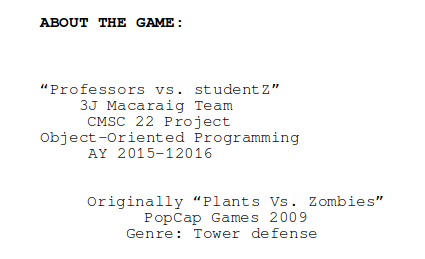 ABOUT THE GAME:
“Professors vs. studentZ”
3J Macaraig Team
CMSC 22 Project
Object-Oriented Programming
AY 2015-12016
Originally “Plants Vs. Zombies”
PopCap Games 2009
Genre: Tower defense